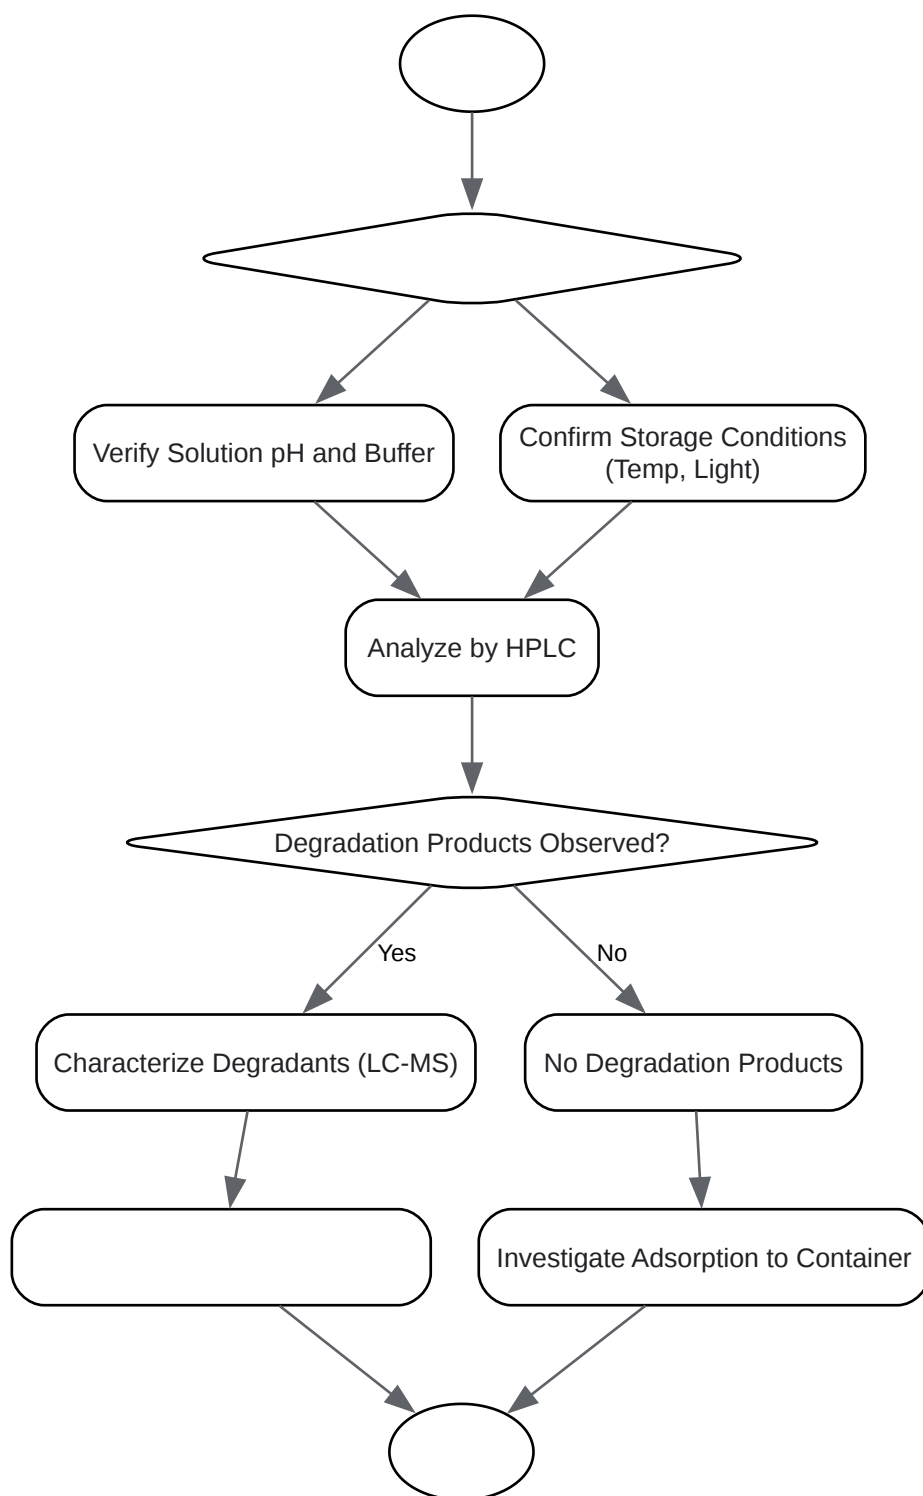 Verify Solution pH and Buffer
Confirm Storage Conditions
(Temp, Light)
Analyze by HPLC
Degradation Products Observed?
Yes
No
Characterize Degradants (LC-MS)
No Degradation Products
Investigate Adsorption to Container